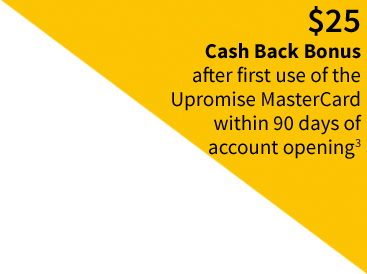 $25
Cash Back Bonus
after first use of the
Upromise MasterCard
within 90 days of
account opening³